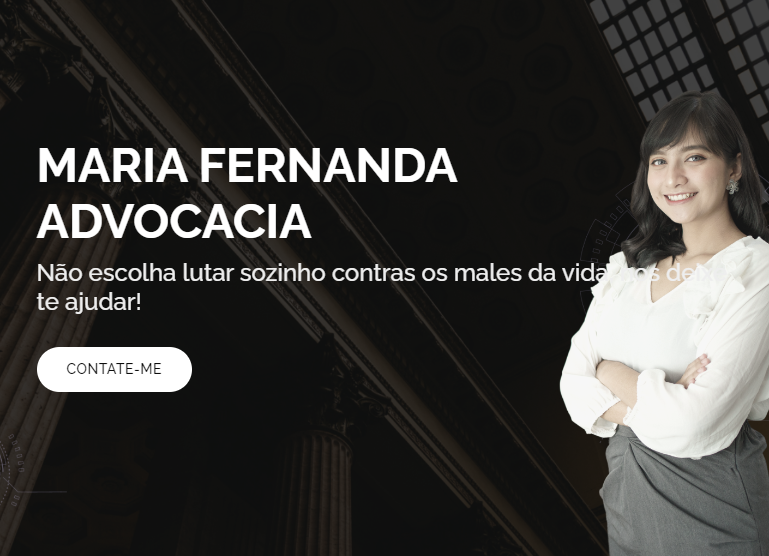 MARIA FERNANDA
ADVOCACIA
Não escolha lutar sozinho contras os males da vida
te ajudar!
CONTATE-ME